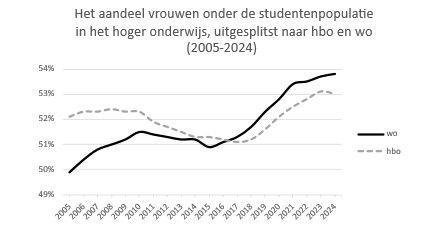 Het aandeel vrouwen onder de studentenpopulatie
in het hoger onderwijs, uitgesplitst naar hbo en wo
(2005-2024)
54%
53%
52%
51%
50%
49%
wo
hbo
2005 2006 2007 2008 2009 2010 2011 2012 2013 2014 2015 2016 2017 2018 2019 2020 2021 2022 2023 2024